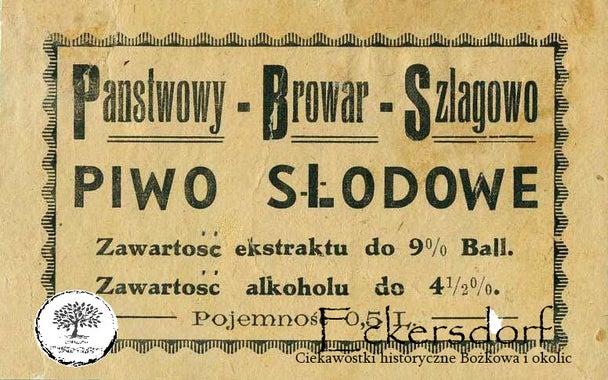 Państwowy - Browar - Szlagowo
PIWO SŁODOWE
Zawartość ekstraktu do 9% Ball.
Zawartość alkoholu do 4½%.
Pojemność 0,5 L.
Eckersdorf
Ciekawostki historyczne Bożkowa i okolic